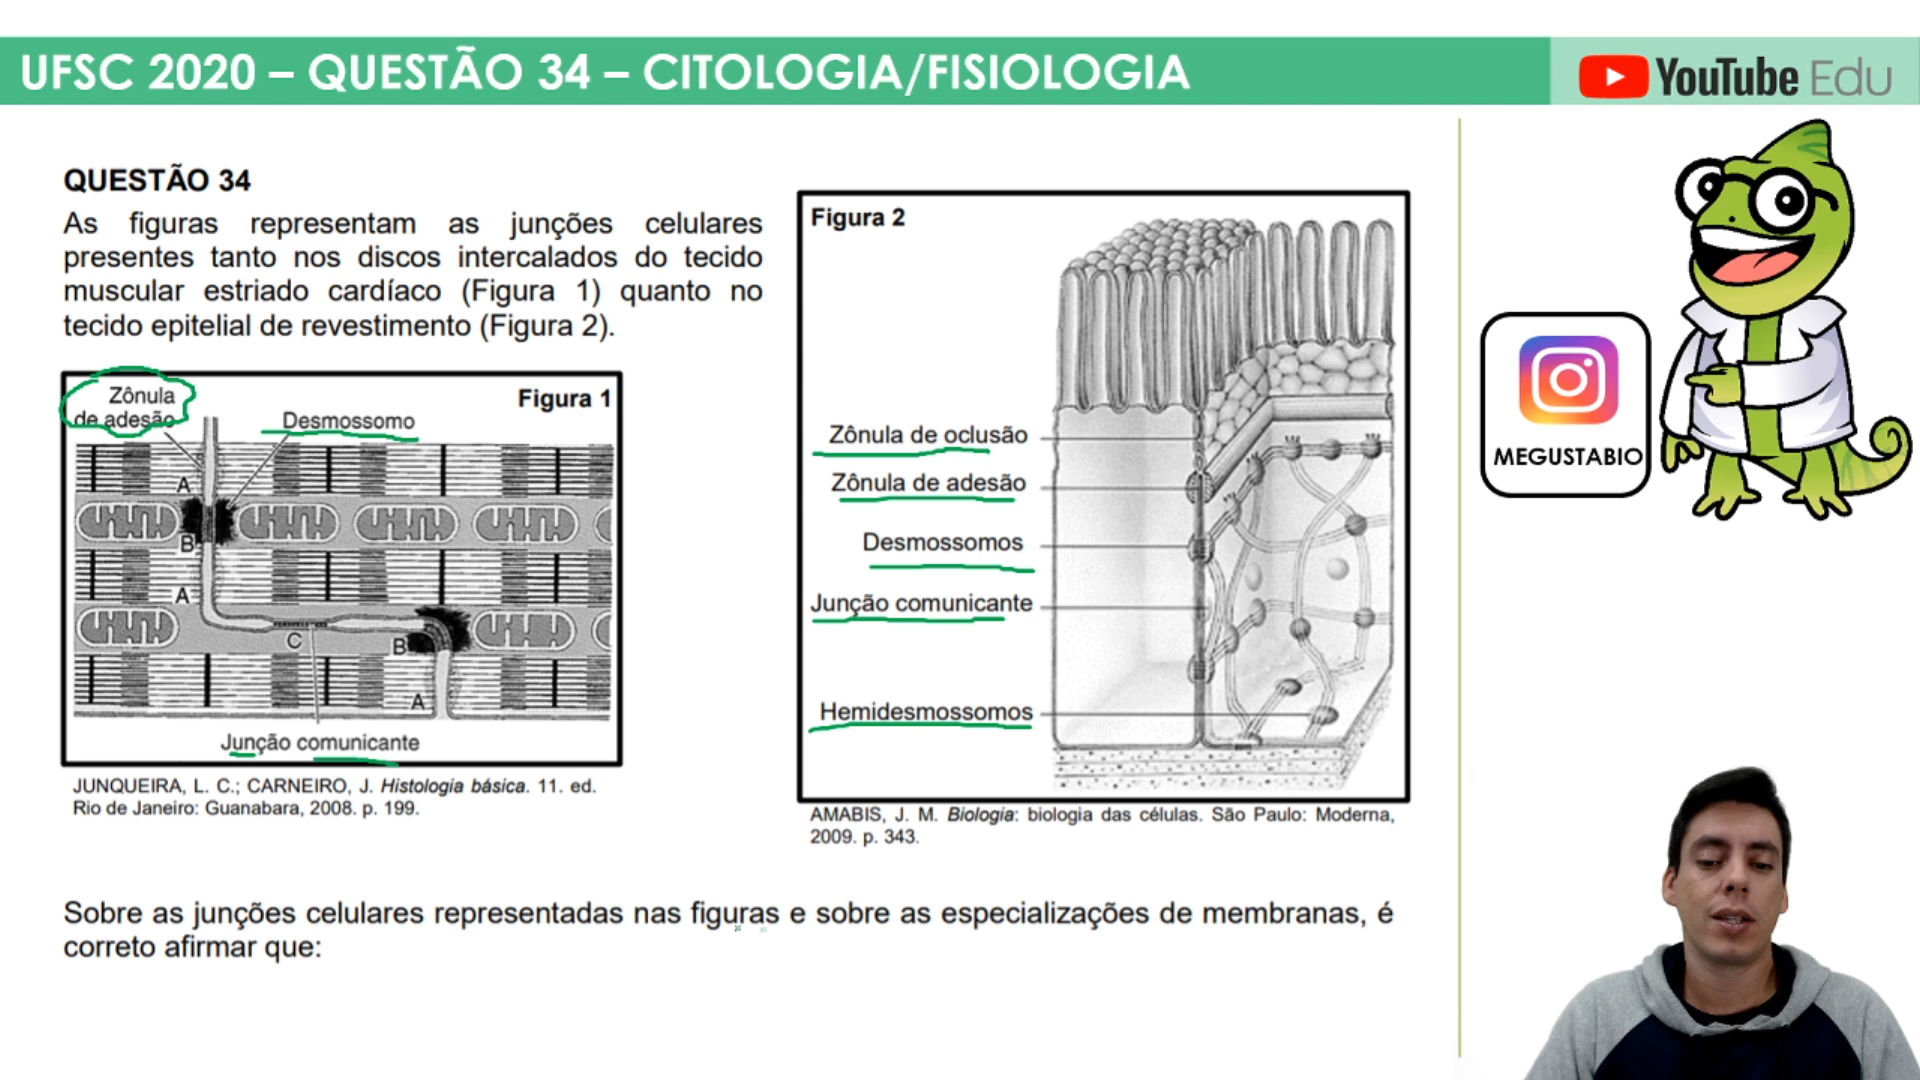 UFSC 2020 – QUESTÃO 34 – CITOLOGIA/FISIOLOGIA
YouTube Edu
QUESTÃO 34
As figuras representam as junções celulares
presentes tanto nos discos intercalados do tecido
muscular estriado cardíaco (Figura 1) quanto no
tecido epitelial de revestimento (Figura 2).
Zônula
de adesão
Desmossomo
Figura 1
A
B
A
C
B
A
Junção comunicante
JUNQUEIRA, L. C.; CARNEIRO, J. Histologia básica. 11. ed.
Rio de Janeiro: Guanabara, 2008. p. 199.
Figura 2
Zônula de oclusão
Zônula de adesão
Desmossomos
Junção comunicante
Hemidesmossomos
AMABIS, J. M. Biologia: biologia das células. São Paulo: Moderna,
2009. p. 343.
Sobre as junções celulares representadas nas figuras e sobre as especializações de membranas, é
correto afirmar que:
MEGUSTABIO